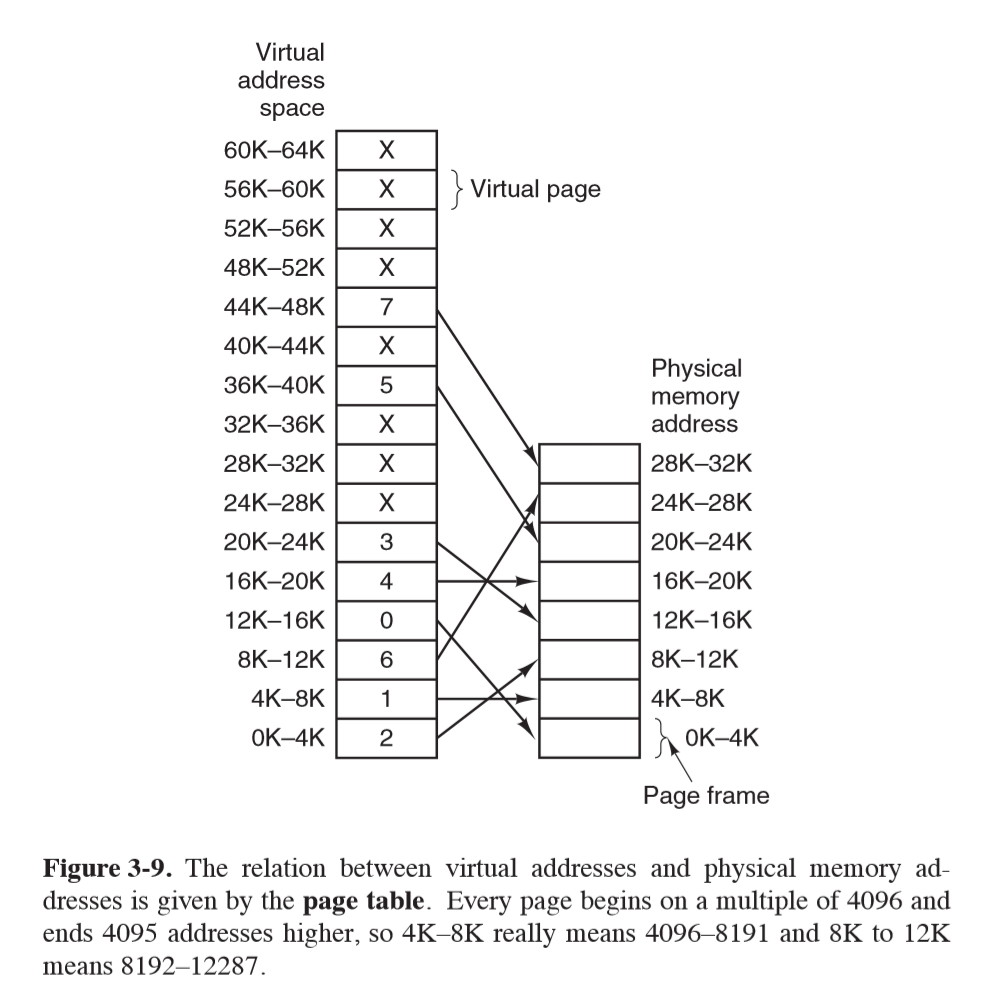 Virtual
address
space
60K–64K X
56K–60K X Virtual page
52K–56K X
48K–52K X
44K–48K 7
40K–44K X
36K–40K 5
32K–36K X
28K–32K X
24K–28K X
20K–24K 3
16K–20K 4
12K–16K 0
8K–12K 6
4K–8K 1
0K–4K 2
Physical
memory
address
28K–32K
24K–28K
20K–24K
16K–20K
12K–16K
8K–12K
4K–8K
0K–4K
Page frame
Figure 3-9. The relation between virtual addresses and physical memory ad-
dresses is given by the page table. Every page begins on a multiple of 4096 and
ends 4095 addresses higher, so 4K–8K really means 4096–8191 and 8K to 12K
means 8192–12287.